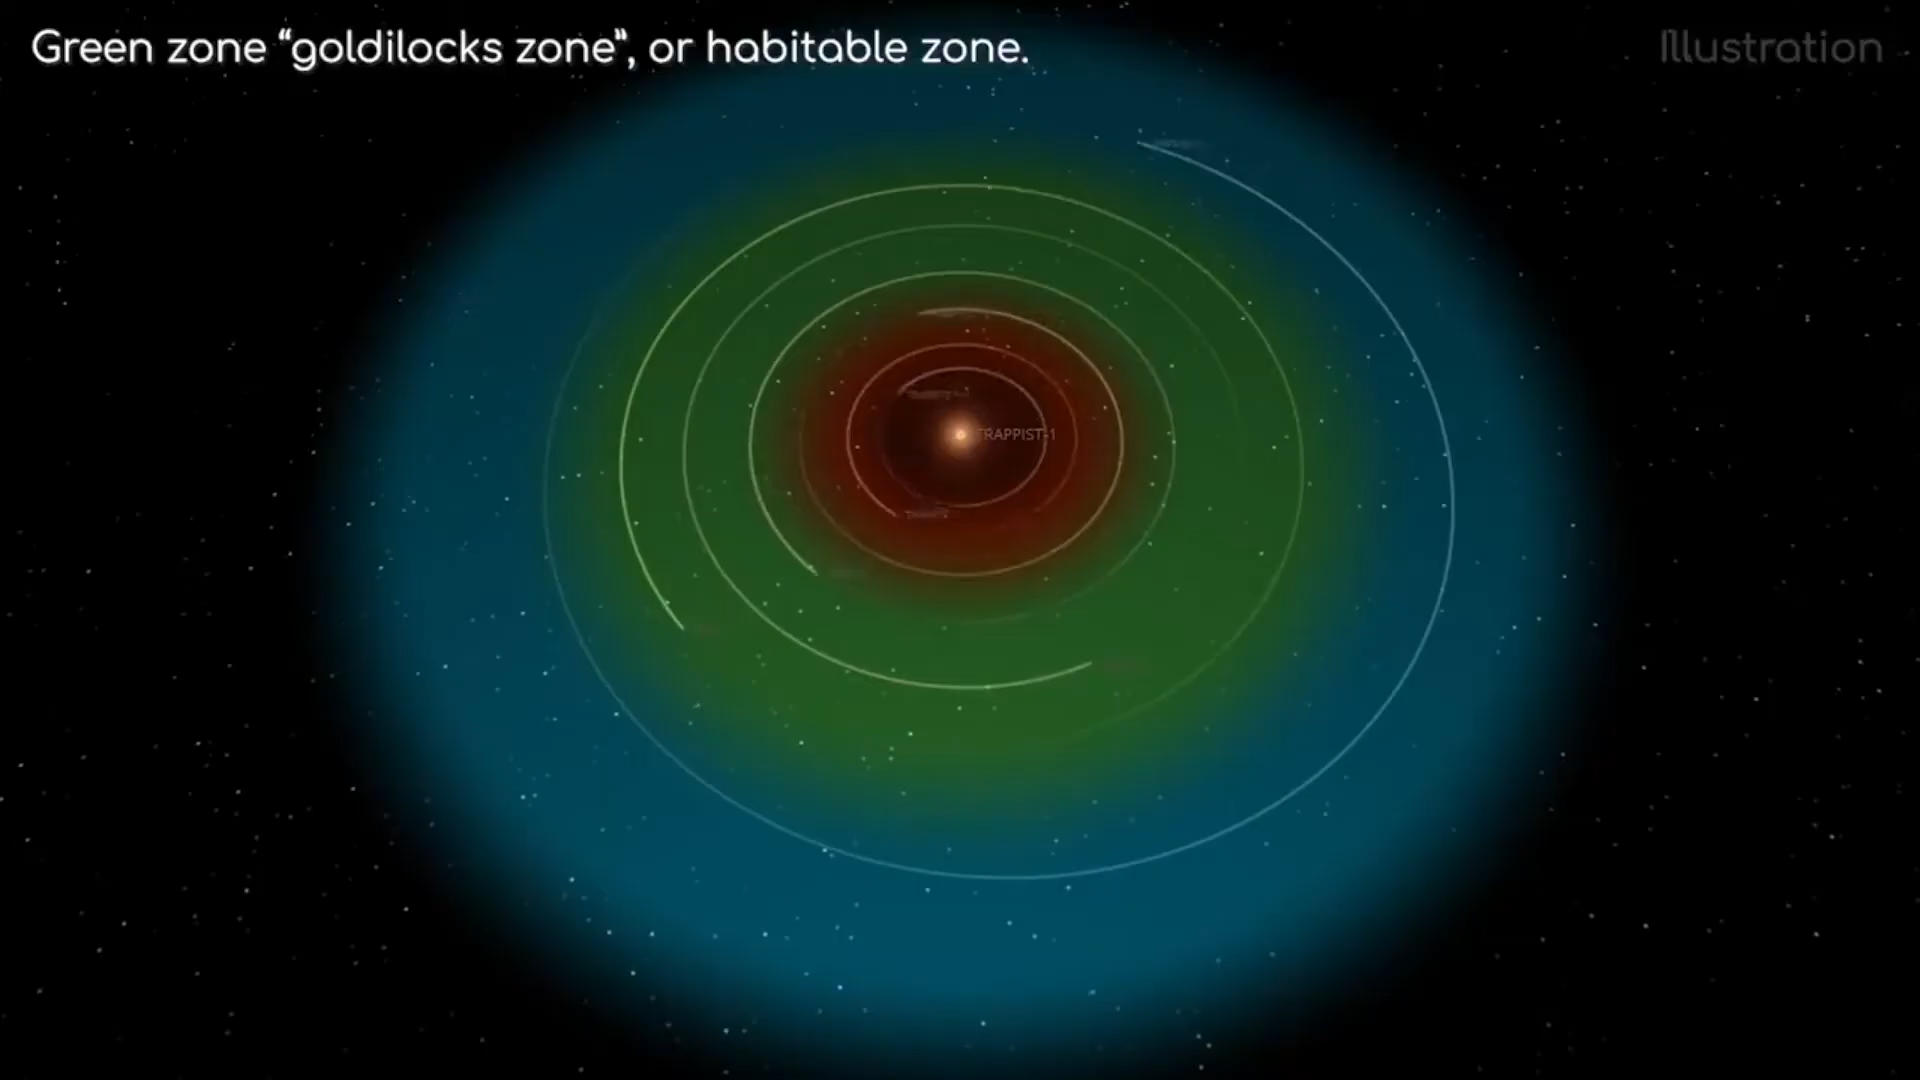 Green zone “goldilocks zone”, or habitable zone.
Illustration
TRAPPIST-1